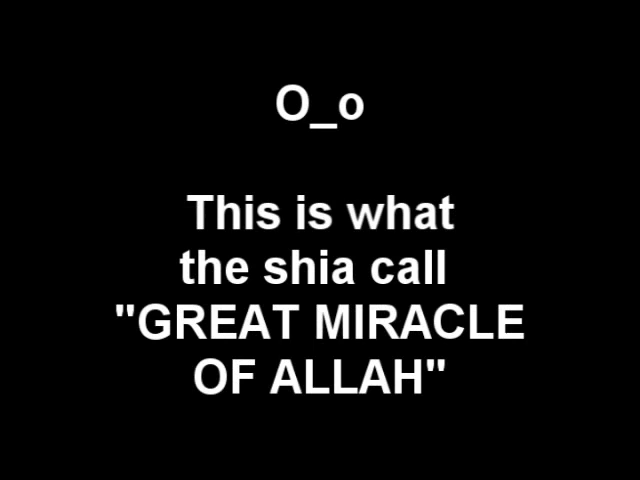 O_o
This is what
the shia call
"GREAT MIRACLE
OF ALLAH"